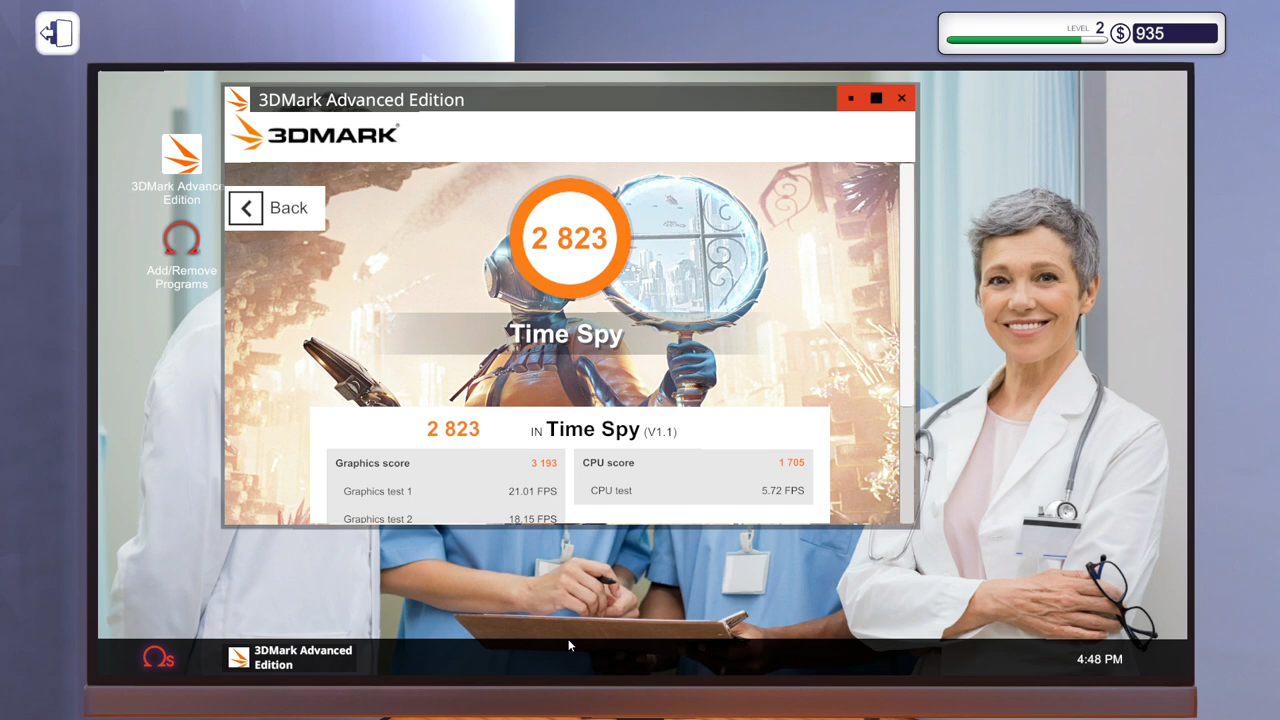 LEVEL 2 $ 935
3DMark Advanced Edition
3DMARK
3DMark Advance
Edition
Add/Remove
Programs
Back
2 823
Time Spy
2 823 IN Time Spy (V1.1)
Graphics score 3 193
Graphics test 1 21.01 FPS
Graphics test 2 18.15 FPS
CPU score 1 705
CPU test 5.72 FPS
Ωs
3DMark Advanced
Edition
4:48 PM